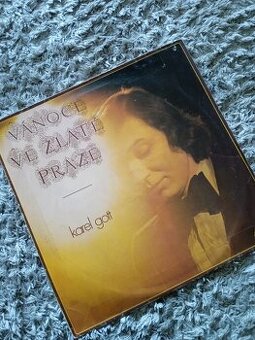 VÁNOCE
VE ZLATÉ
PRAZE
karel gott